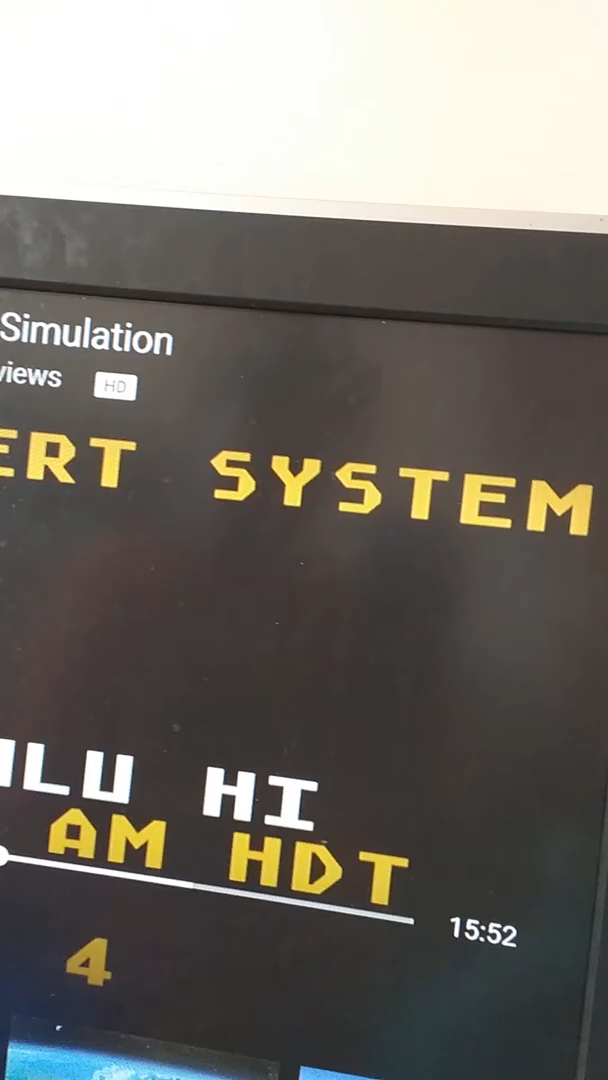 Simulation
views HD
ERT SYSTEM
LU HI
AM HDT
15:52
4